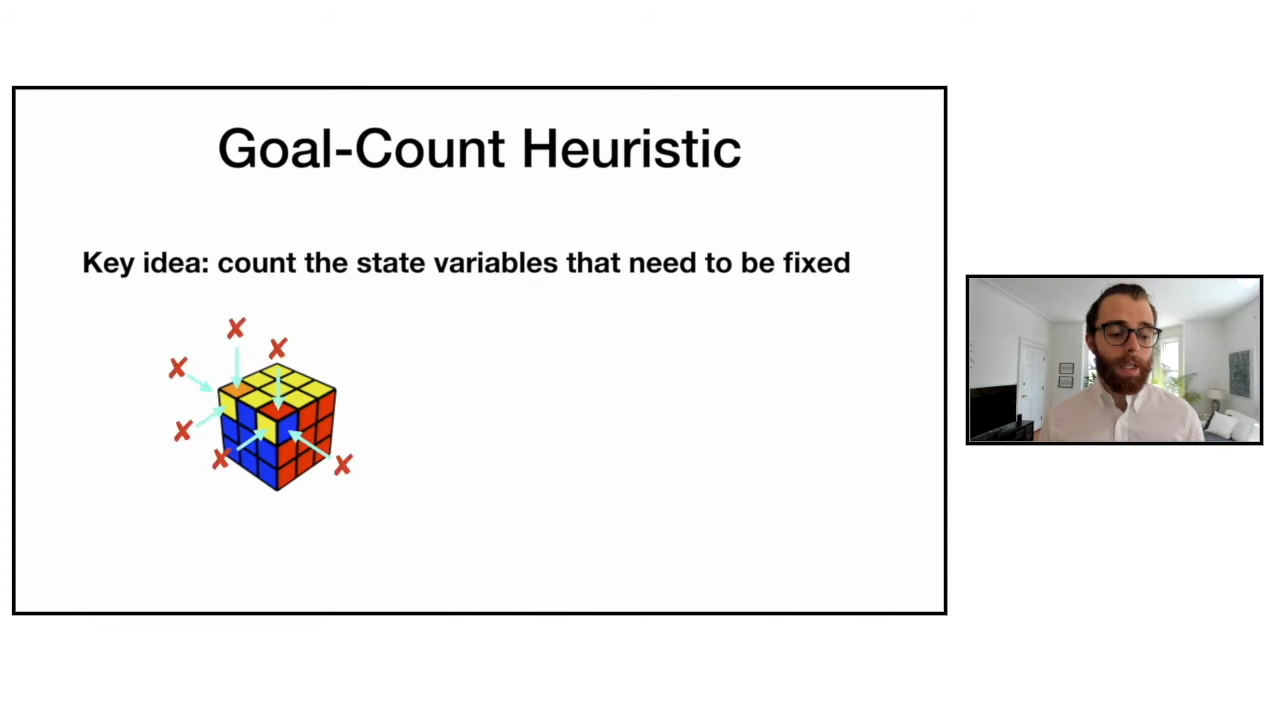 Goal-Count Heuristic
Key idea: count the state variables that need to be fixed